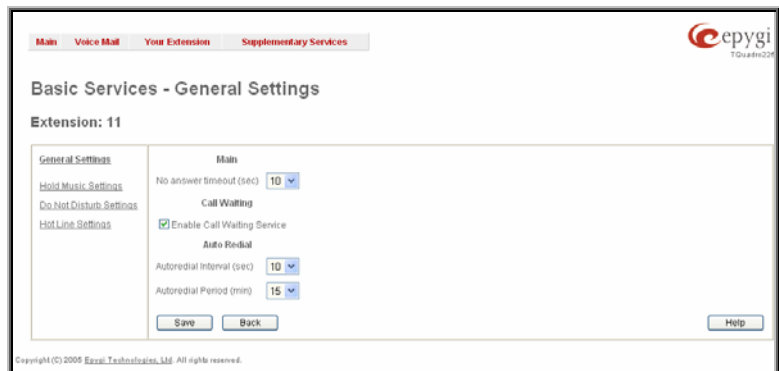 Main Voice Mail Your Extension Supplementary Services
epygi
TQuadro226
Basic Services - General Settings
Extension: 11
General Settings
Hold Music Settings
Do Not Disturb Settings
Hot Line Settings
Main
No answer timeout (sec) 10
Call Waiting
Enable Call Waiting Service
Auto Redial
Autoredial Interval (sec) 10
Autoredial Period (min) 15
Save Back Help
Copyright (C) 2005 Epygi Technologies, Ltd. All rights reserved.